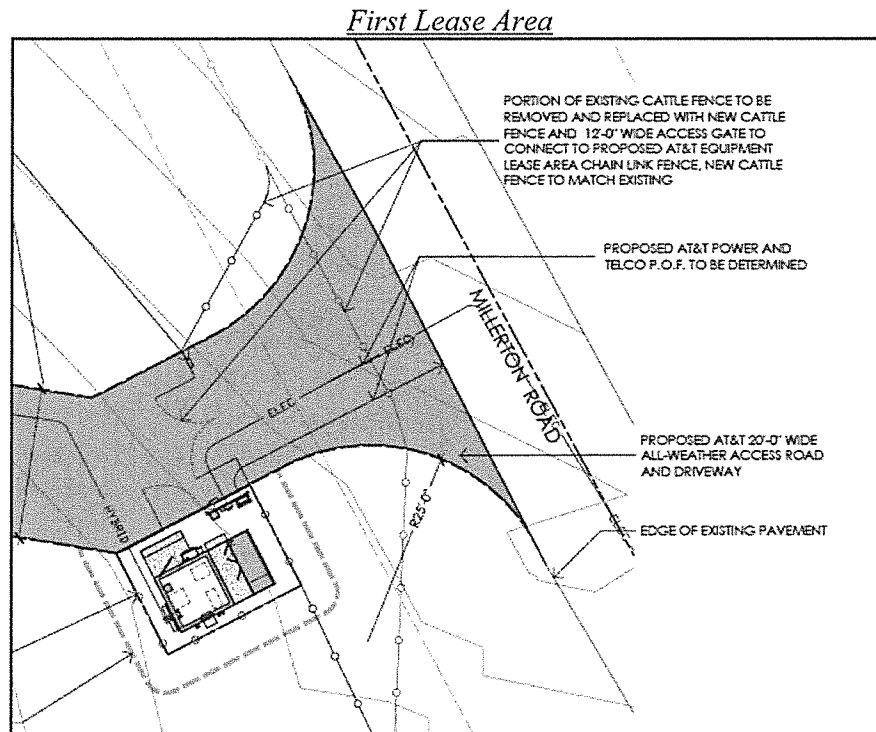 First Lease Area
PORTION OF EXISTING CATTLE FENCE TO BE
REMOVED AND REPLACED WITH NEW CATTLE
FENCE AND 12'-0" WIDE ACCESS GATE TO
CONNECT TO PROPOSED AT&T EQUIPMENT
LEASE AREA CHAIN LINK FENCE, NEW CATTLE
FENCE TO MATCH EXISTING
PROPOSED AT&T POWER AND
TELCO P.O.F. TO BE DETERMINED
MILLERTON ROAD
ELEC
ELEC
PROPOSED AT&T 20'-0" WIDE
ALL-WEATHER ACCESS ROAD
AND DRIVEWAY
R25'-0"
HYBRID
EDGE OF EXISTING PAVEMENT